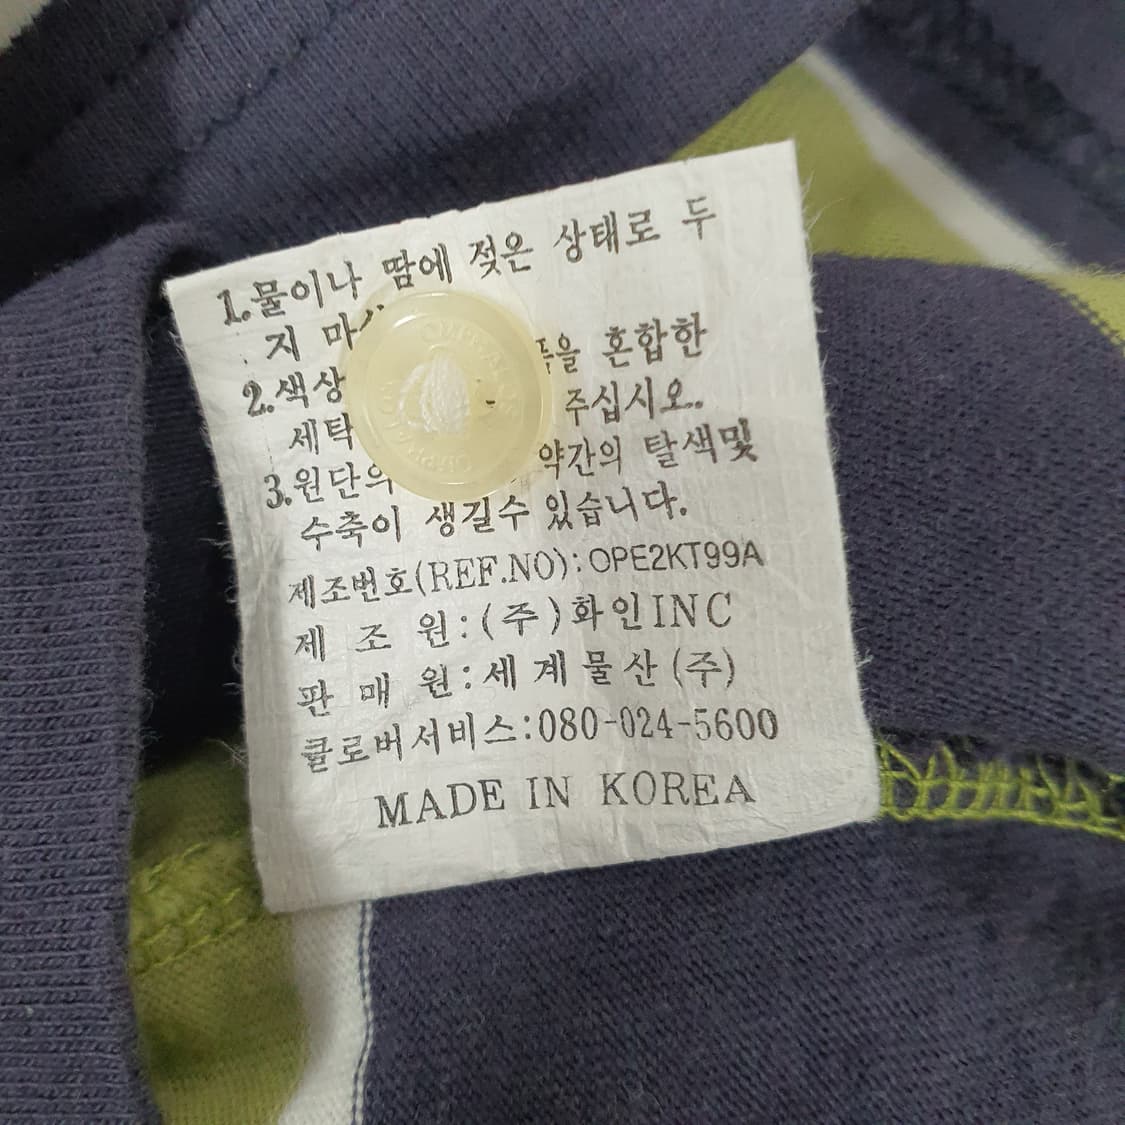 1.물이나 땀에 젖은 상태로 두
지
2.색상 혼합한
세탁 주십시오.
3.원단의 약간의 탈색및
수축이 생길수 있습니다.
제조번호(REF.NO):OPE2KT99A
제 조 원:(주)화인INC
판 매 원:세계물산(주)
클로버서비스:080-024-5600
MADE IN KOREA